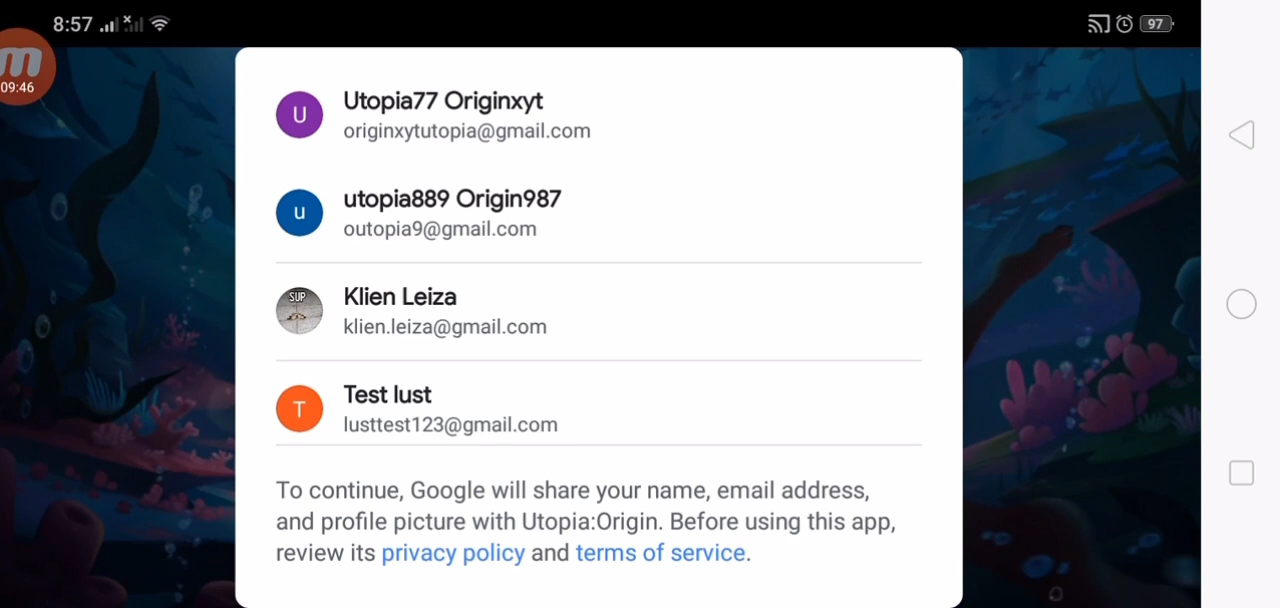 8:57
97
m
09:46
U
Utopia77 Originxyt
originxytutopia@gmail.com
u
utopia889 Origin987
outopia9@gmail.com
SUP
Klien Leiza
klien.leiza@gmail.com
T
Test lust
lusttest123@gmail.com
To continue, Google will share your name, email address,
and profile picture with Utopia:Origin. Before using this app,
review its privacy policy and terms of service.